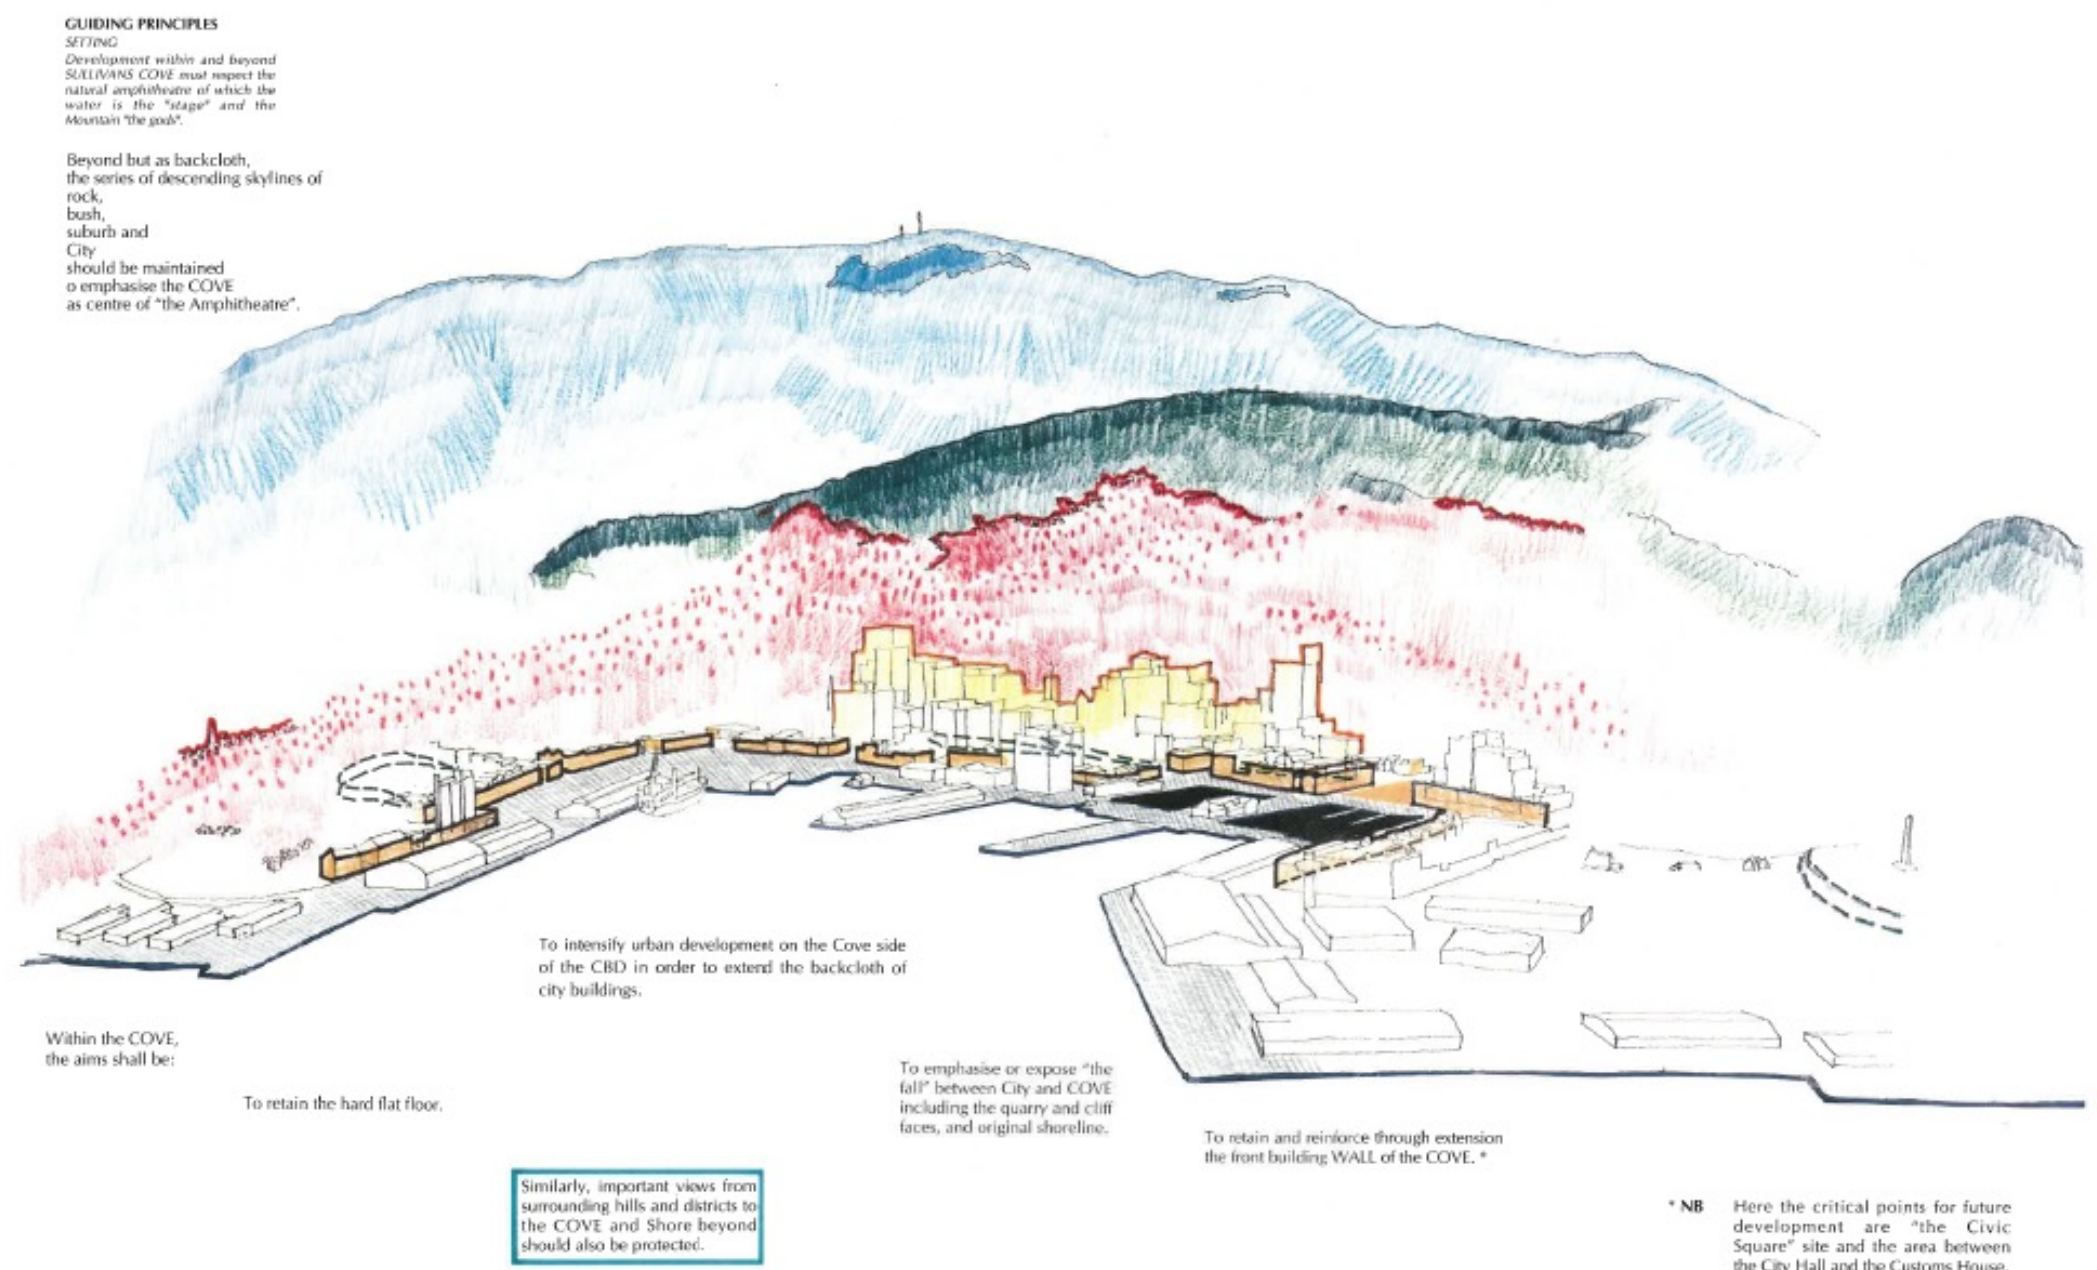 GUIDING PRINCIPLES
SETTING
Development within and beyond
SULLIVANS COVE must respect the
natural amphitheatre of which the
water is the "stage" and the
Mountain "the gods".
Beyond but as backcloth,
the series of descending skylines of
rock,
bush,
suburb and
City
should be maintained
o emphasise the COVE
as centre of "the Amphitheatre".
To intensify urban development on the Cove side
of the CBD in order to extend the backcloth of
city buildings.
Within the COVE,
the aims shall be:
To retain the hard flat floor.
To emphasise or expose "the
fall" between City and COVE
including the quarry and cliff
faces, and original shoreline.
To retain and reinforce through extension
the front building WALL of the COVE. *
Similarly, important views from
surrounding hills and districts to
the COVE and Shore beyond
should also be protected.
* NB Here the critical points for future
development are "the Civic
Square" site and the area between
the City Hall and the Customs House.